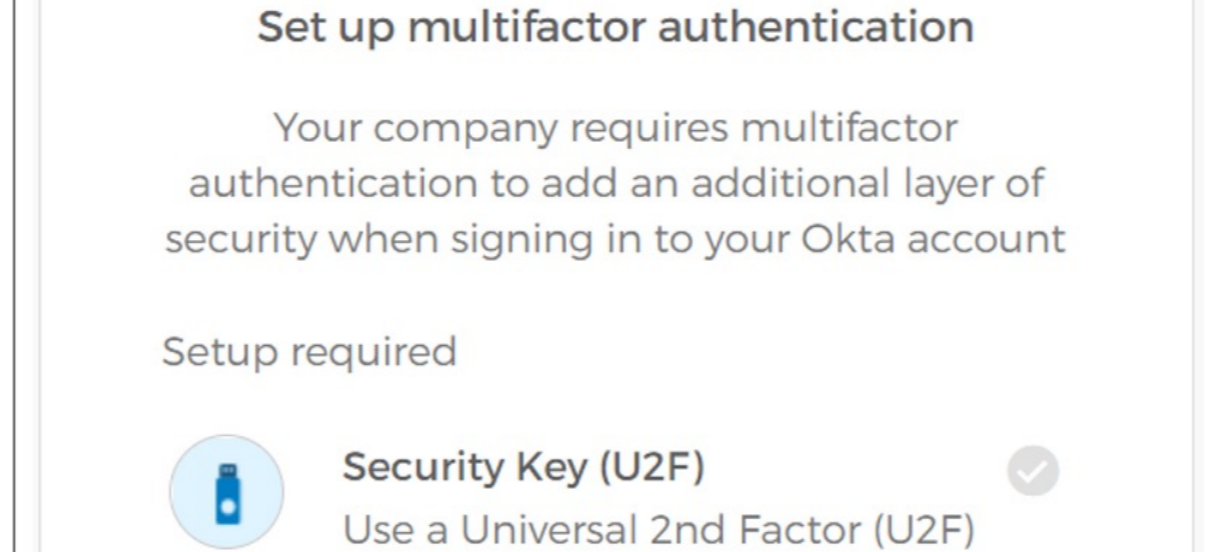 Set up multifactor authentication
Your company requires multifactor
authentication to add an additional layer of
security when signing in to your Okta account
Setup required
Security Key (U2F)
Use a Universal 2nd Factor (U2F)